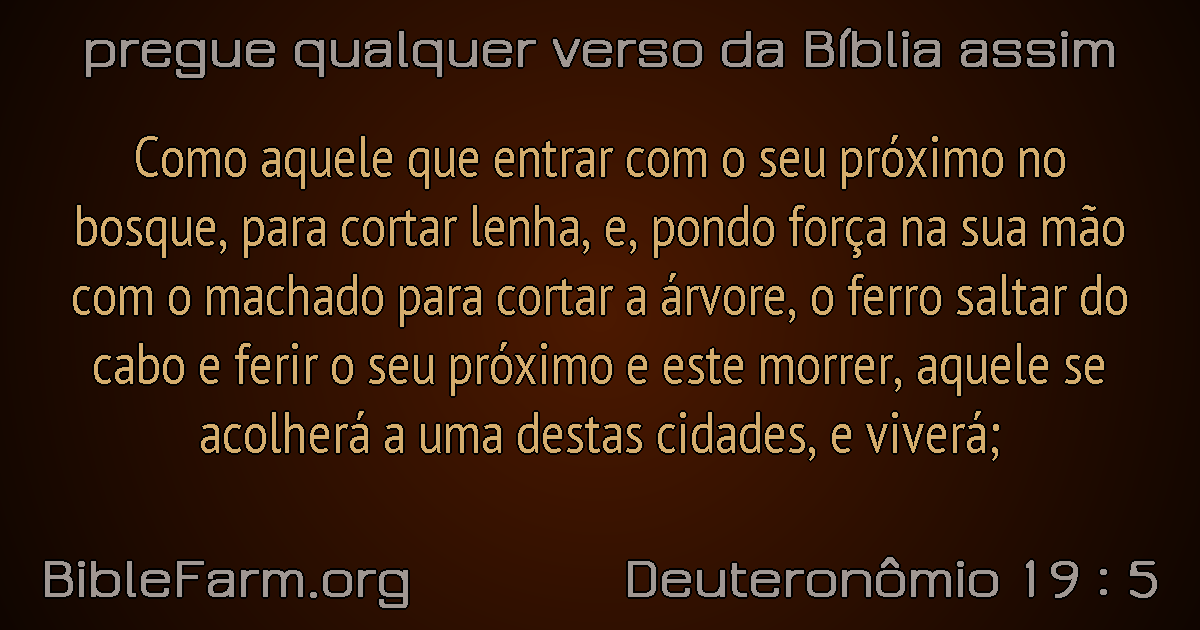 pregue qualquer verso da Bíblia assim
Como aquele que entrar com o seu próximo no
bosque, para cortar lenha, e, pondo força na sua mão
com o machado para cortar a árvore, o ferro saltar do
cabo e ferir o seu próximo e este morrer, aquele se
acolherá a uma destas cidades, e viverá;
BibleFarm.org
Deuteronômio 19 : 5